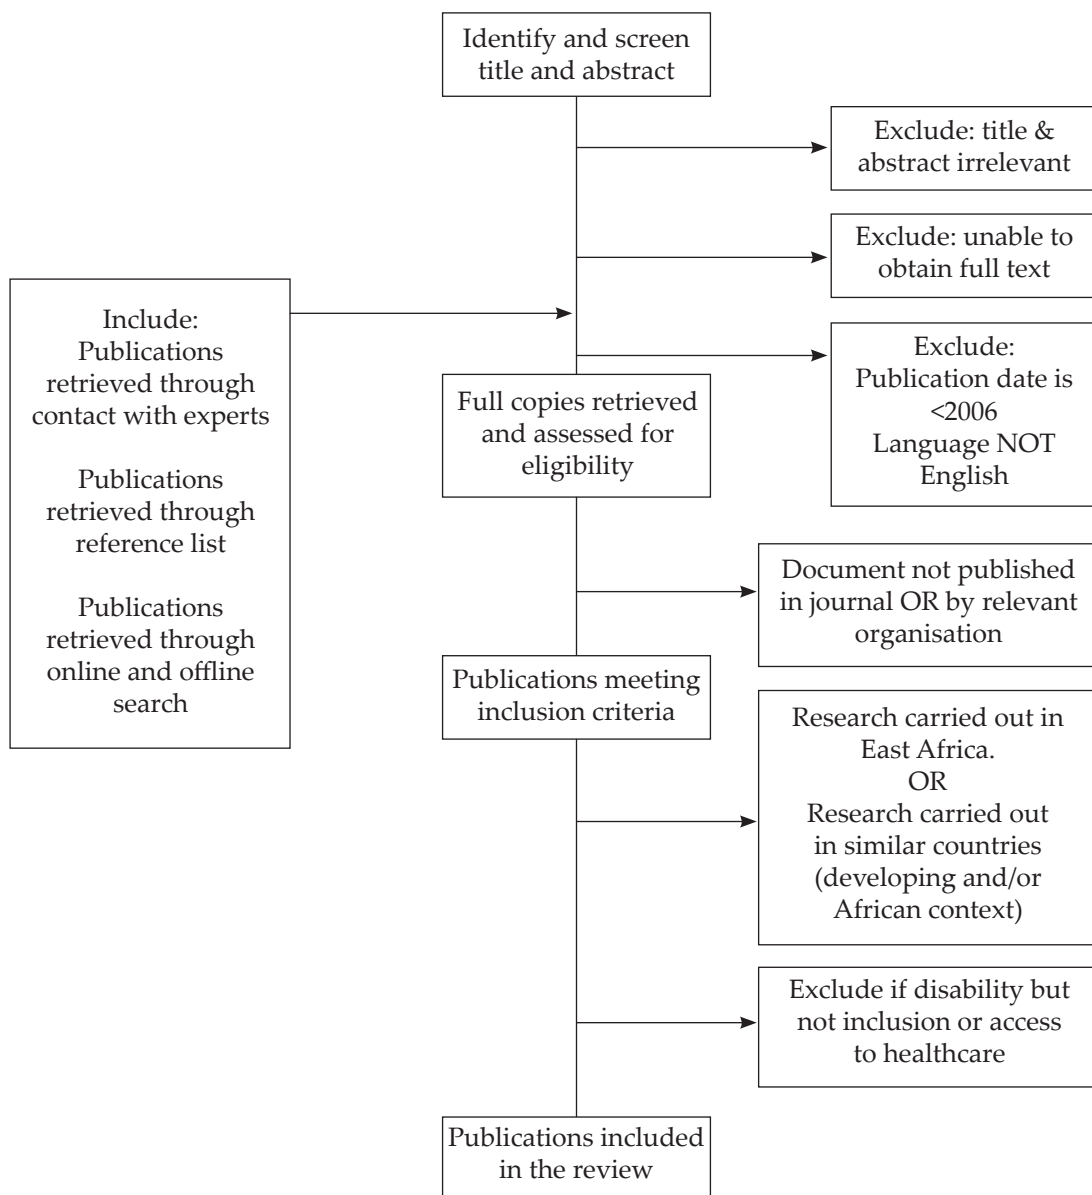 Identify and screen
title and abstract
Exclude: title &
abstract irrelevant
Exclude: unable to
obtain full text
Include:
Publications
retrieved through
contact with experts
Publications
retrieved through
reference list
Publications
retrieved through
online and offline
search
Exclude:
Publication date is
<2006
Language NOT
English
Full copies retrieved
and assessed for
eligibility
Document not published
in journal OR by relevant
organisation
Publications meeting
inclusion criteria
Research carried out in
East Africa.
OR
Research carried out
in similar countries
(developing and/or
African context)
Exclude if disability but
not inclusion or access
to healthcare
Publications included
in the review